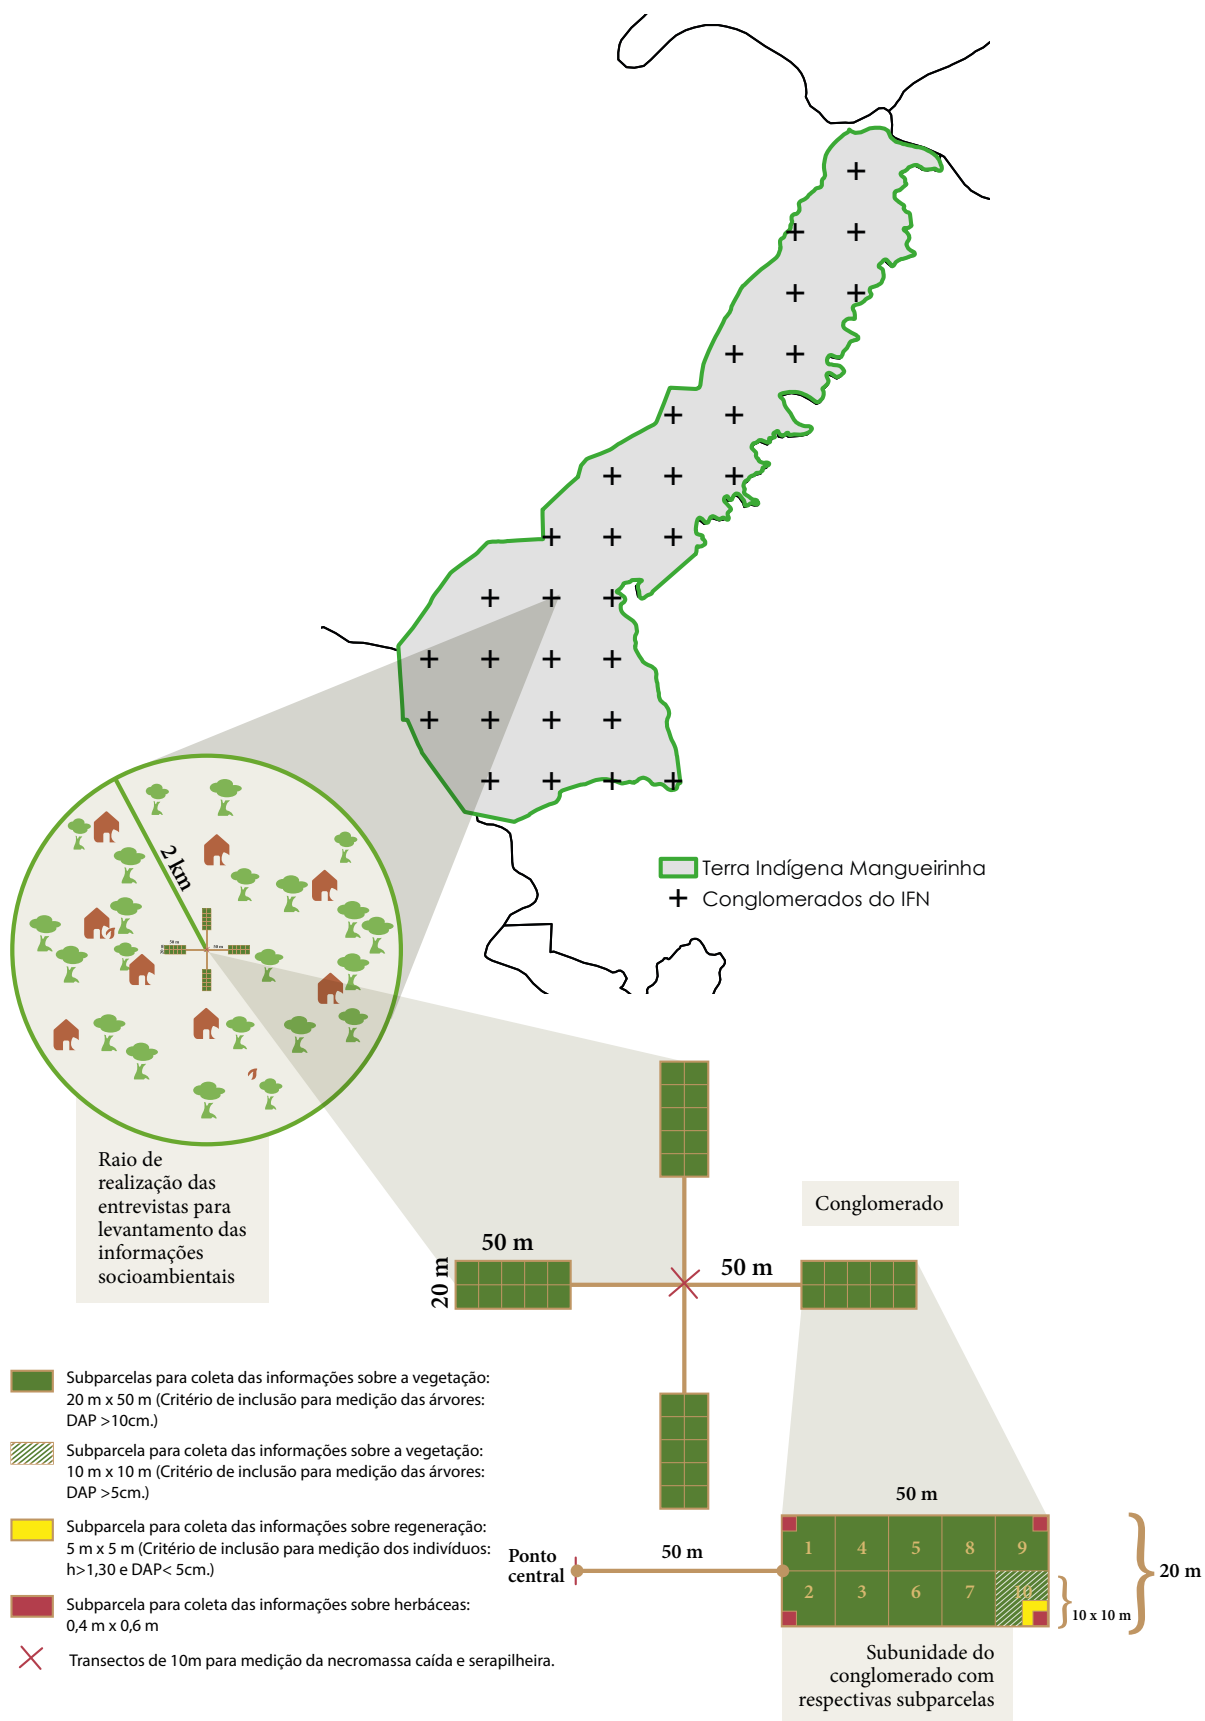 Terra Indígena Mangueirinha
Conglomerados do IFN
2 km
50 m
50 m
Raio de
realização das
entrevistas para
levantamento das
informações
socioambientais
Conglomerado
50 m
20 m
50 m
Subparcelas para coleta das informações sobre a vegetação:
20 m x 50 m (Critério de inclusão para medição das árvores:
DAP >10cm.)
Subparcela para coleta das informações sobre a vegetação:
10 m x 10 m (Critério de inclusão para medição das árvores:
DAP >5cm.)
Subparcela para coleta das informações sobre regeneração:
5 m x 5 m (Critério de inclusão para medição dos indivíduos:
h>1,30 e DAP< 5cm.)
Subparcela para coleta das informações sobre herbáceas:
0,4 m x 0,6 m
Transectos de 10m para medição da necromassa caída e serapilheira.
50 m
Ponto
central
50 m
1 4 5 8 9
2 3 6 7 10
20 m
10 x 10 m
Subunidade do
conglomerado com
respectivas subparcelas